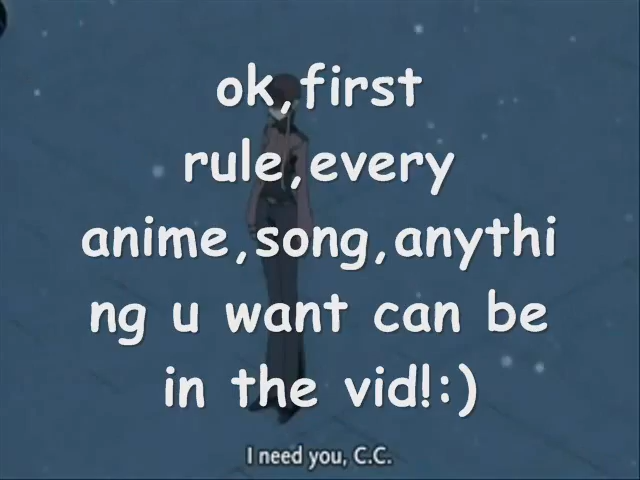 ok,first
rule,every
anime,song,anythi
ng u want can be
in the vid!:)
I need you, C.C.